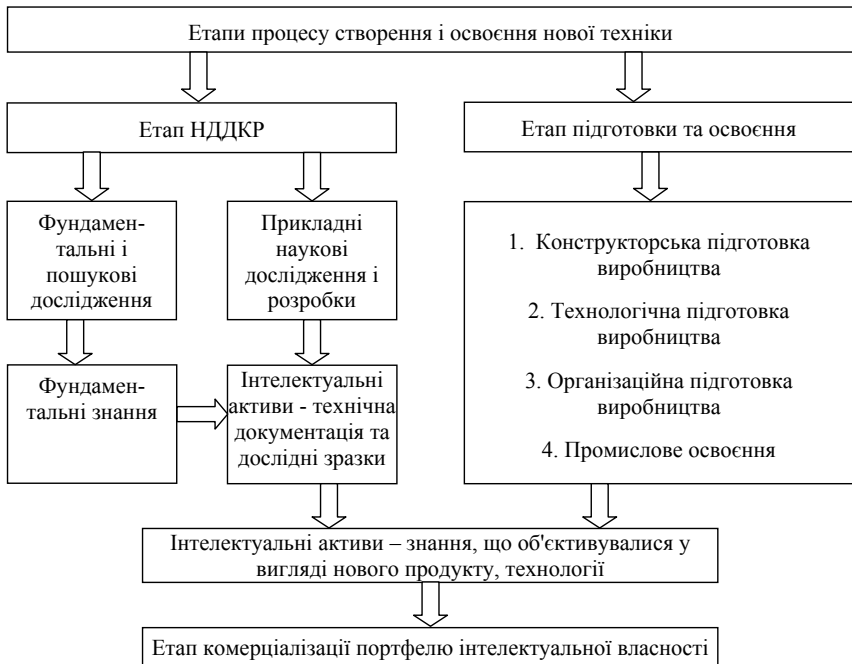 Етапи процесу створення і освоєння нової техніки
Етап НДДКР
Етап підготовки та освоєння
Фундамен-
тальні і
пошукові
дослідження
Прикладні
наукові
дослідження і
розробки
1. Конструкторська підготовка
виробництва
2. Технологічна підготовка
виробництва
3. Організаційна підготовка
виробництва
4. Промислове освоєння
Фундамен-
тальні знання
Інтелектуальні
активи - технічна
документація та
дослідні зразки
Інтелектуальні активи – знання, що об'єктивувалися у
вигляді нового продукту, технології
Етап комерціалізації портфелю інтелектуальної власності